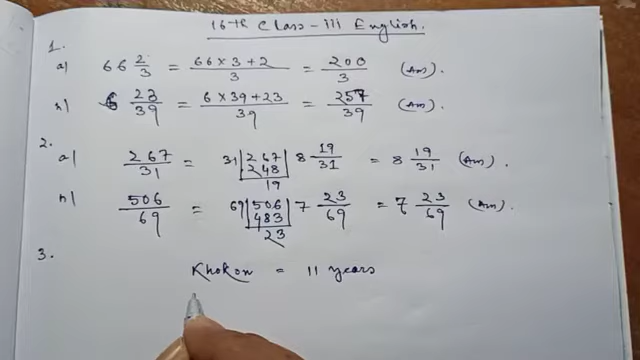 16th Class - iii English.
1.
a) 66 2/3 = 66 × 3 + 2 / 3 = 200/3 (Ans).
n) 6 23/39 = 6 × 39 + 23 / 39 = 257/39 (Ans).
2.
a) 267/31 = 31 | 267 | 8 19/31 = 8 19/31 (Ans).
248
19
n) 506/69 = 69 | 506 | 7 23/69 = 7 23/69 (Ans).
483
23
3.
Khokon = 11 years